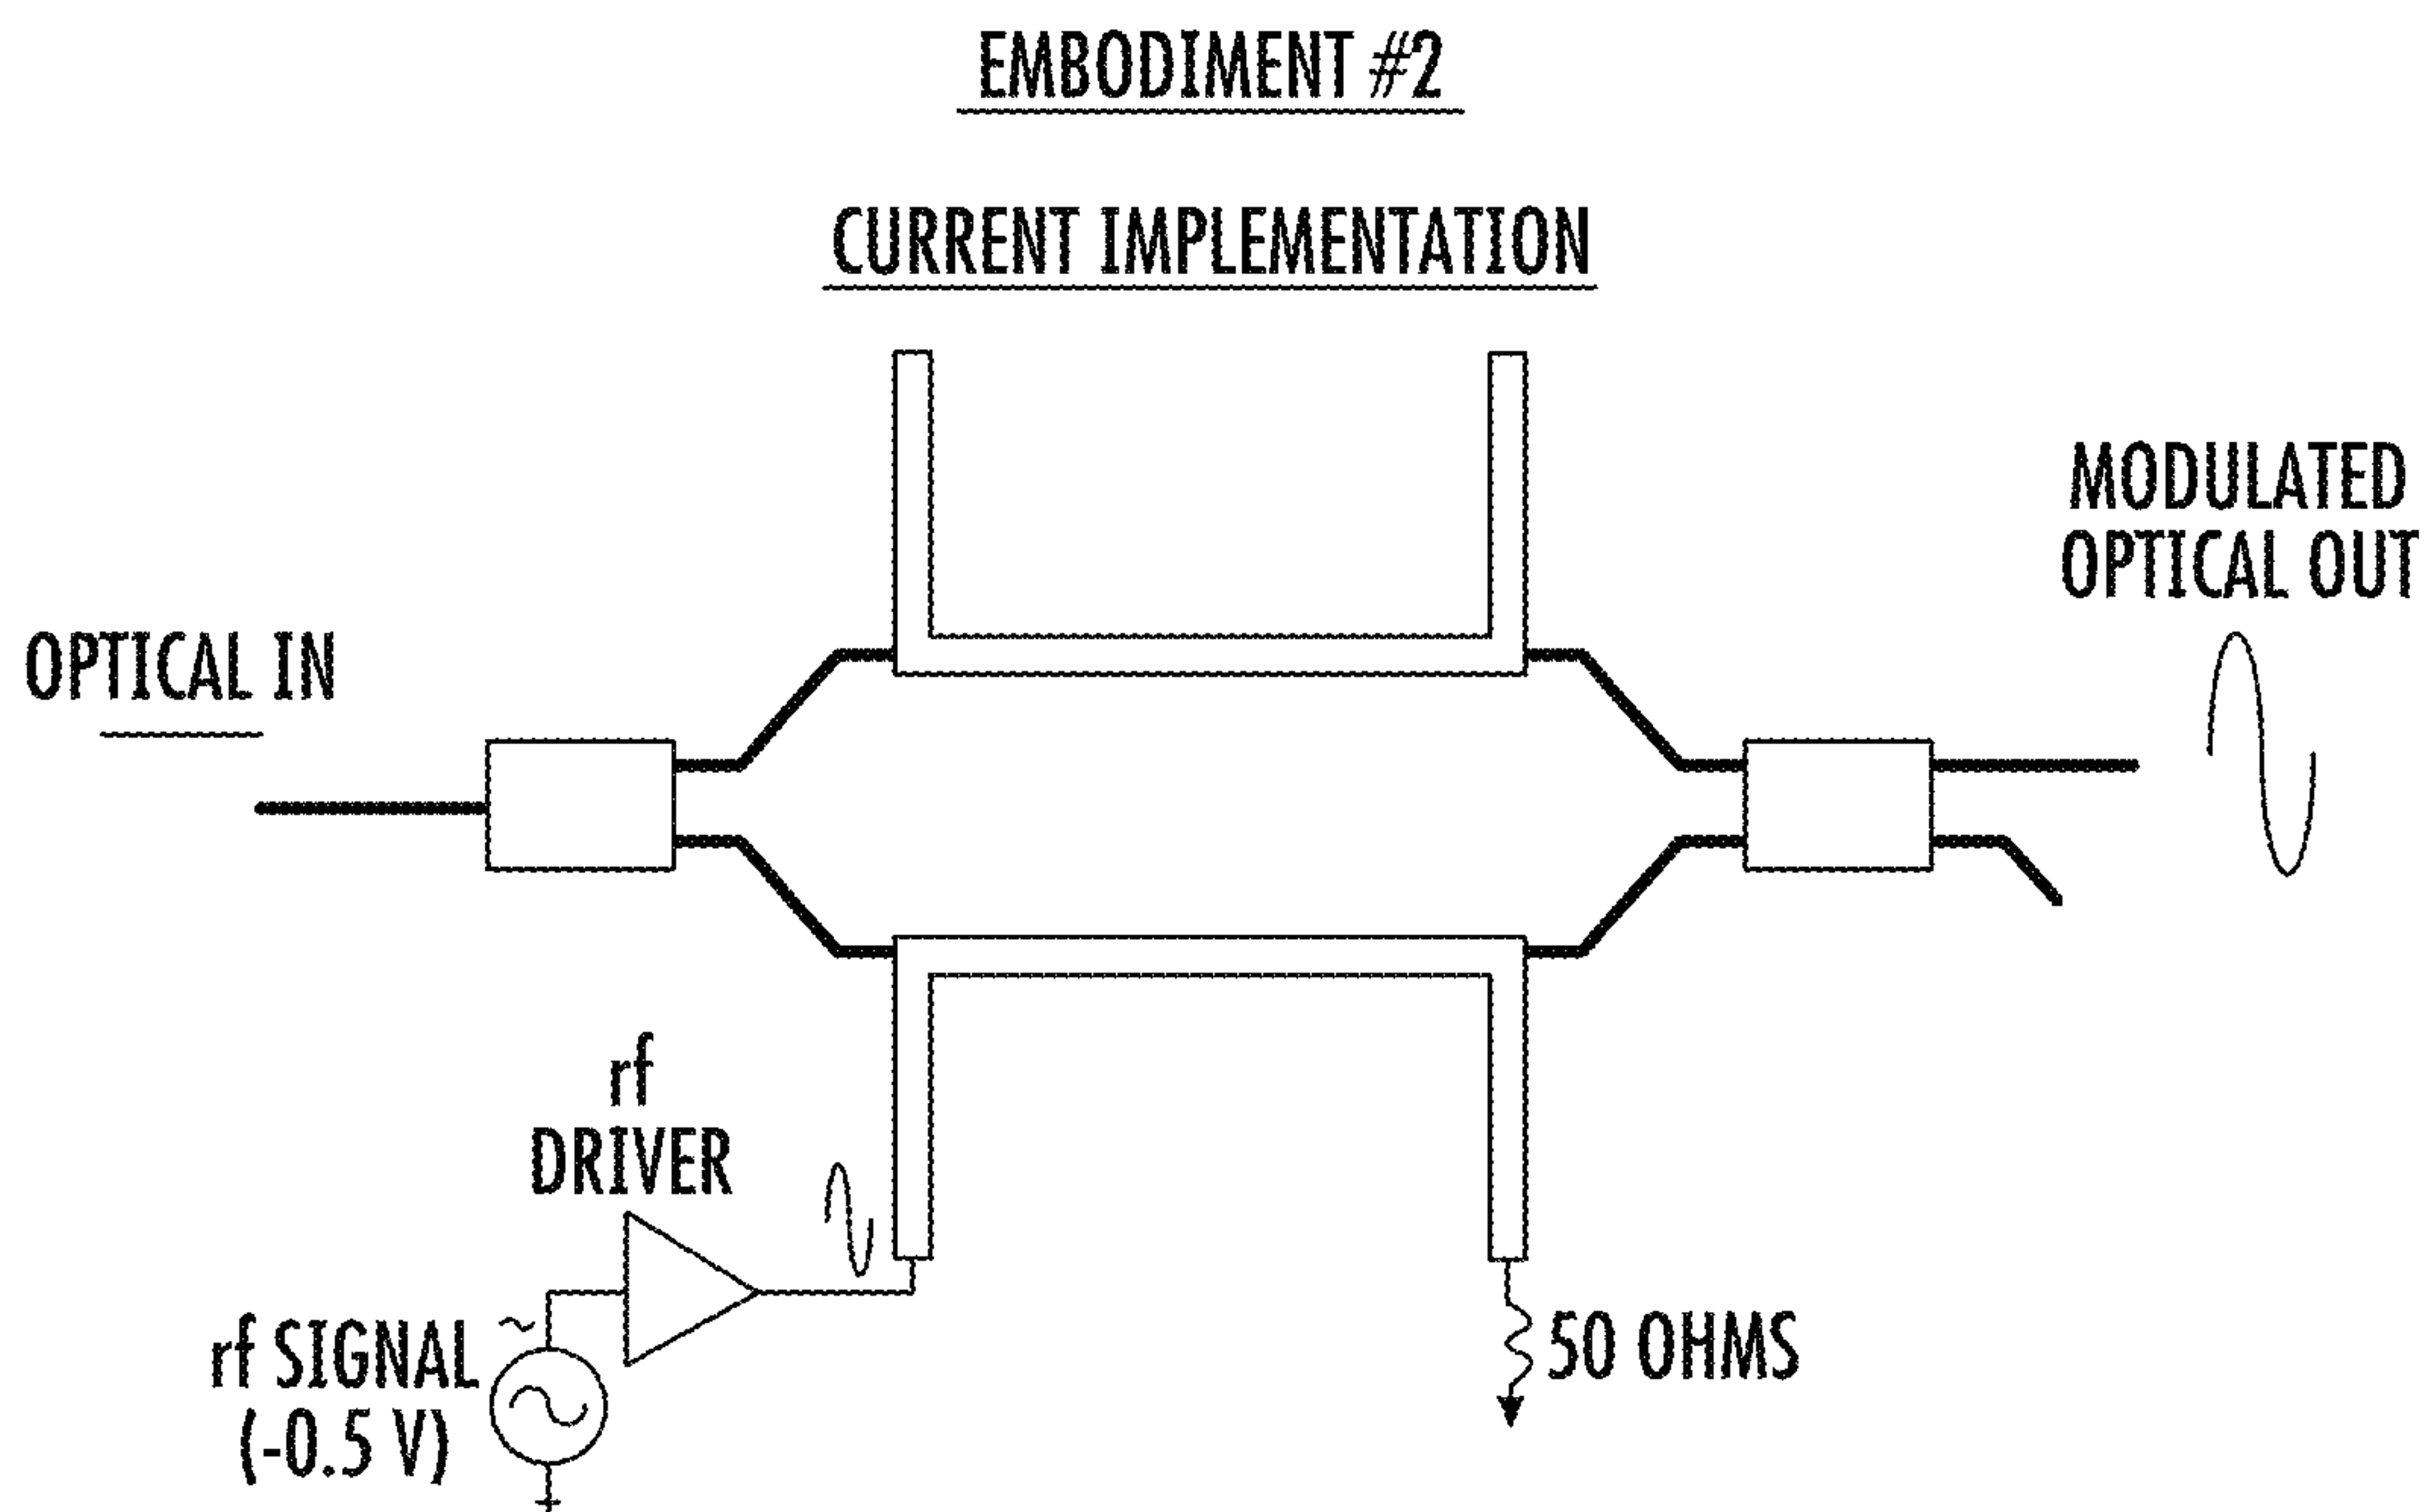 EMBODIMENT #2
CURRENT IMPLEMENTATION
MODULATED
OPTICAL OUT
OPTICAL IN
rf
DRIVER
rf SIGNAL
(-0.5 V)
50 OHMS